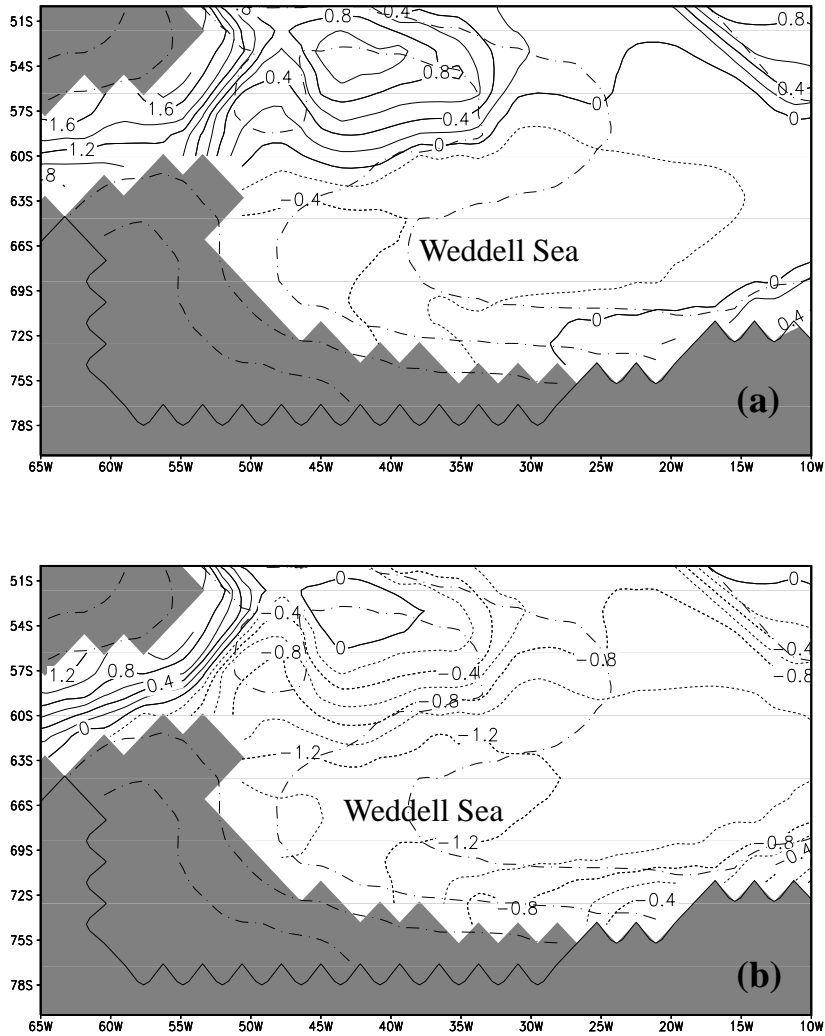 51S 0.8 0.4 0.8
54S 0.4 0.8 0.4
57S 1.6 1.6 0.4 0 0
60S 1.2 0
63S .8 −0.4
66S Weddell Sea
69S 0
72S 0 0.4
75S (a)
78S
65W 60W 55W 50W 45W 40W 35W 30W 25W 20W 15W 10W
51S 0 0
54S −0.4 0 −0.4
57S 1.2 0.8 0.4 −0.8 −0.4 −0.8 −0.8
60S 0 −0.8
63S −1.2 −1.2
66S Weddell Sea
69S −1.2 −0.8 0.4
72S −0.8 −0.4
75S (b)
78S
65W 60W 55W 50W 45W 40W 35W 30W 25W 20W 15W 10W